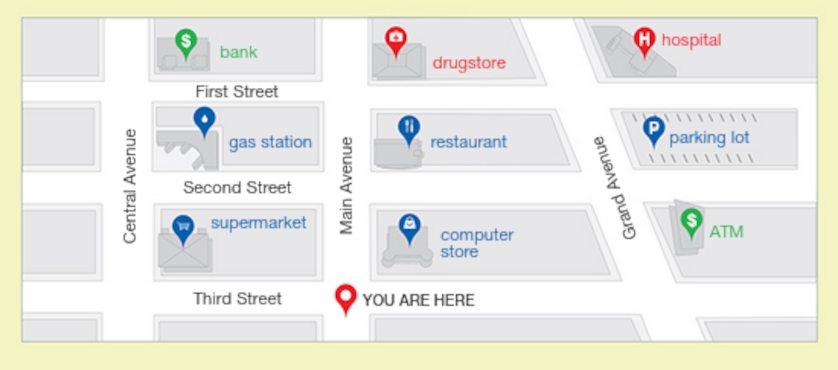 $
bank
drugstore
H
hospital
First Street
gas station
restaurant
P
parking lot
Central Avenue
Main Avenue
Grand Avenue
Second Street
supermarket
computer
store
$
ATM
Third Street
YOU ARE HERE